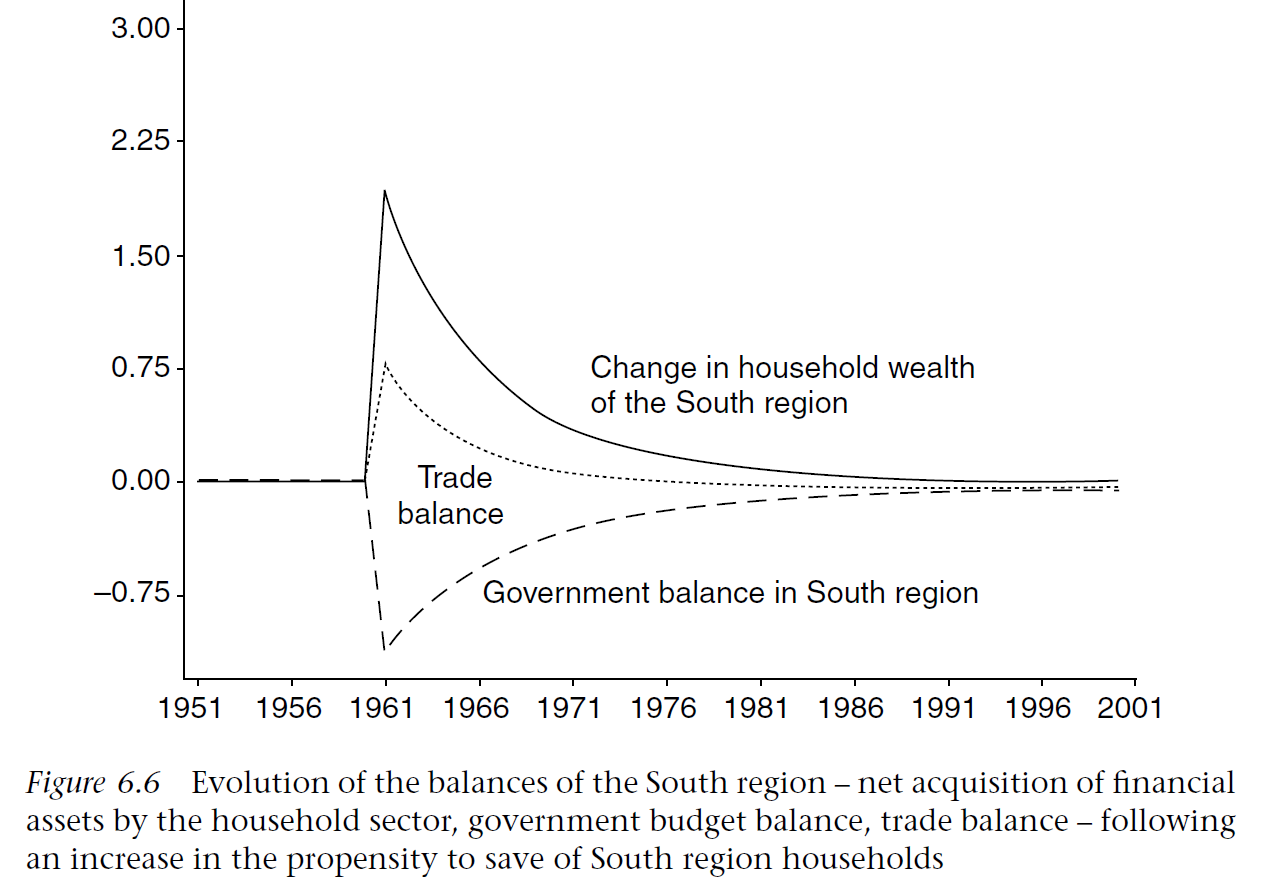 3.00
2.25
1.50
0.75
0.00
–0.75
Change in household wealth
of the South region
Trade
balance
Government balance in South region
1951 1956 1961 1966 1971 1976 1981 1986 1991 1996 2001
Figure 6.6 Evolution of the balances of the South region – net acquisition of financial
assets by the household sector, government budget balance, trade balance – following
an increase in the propensity to save of South region households